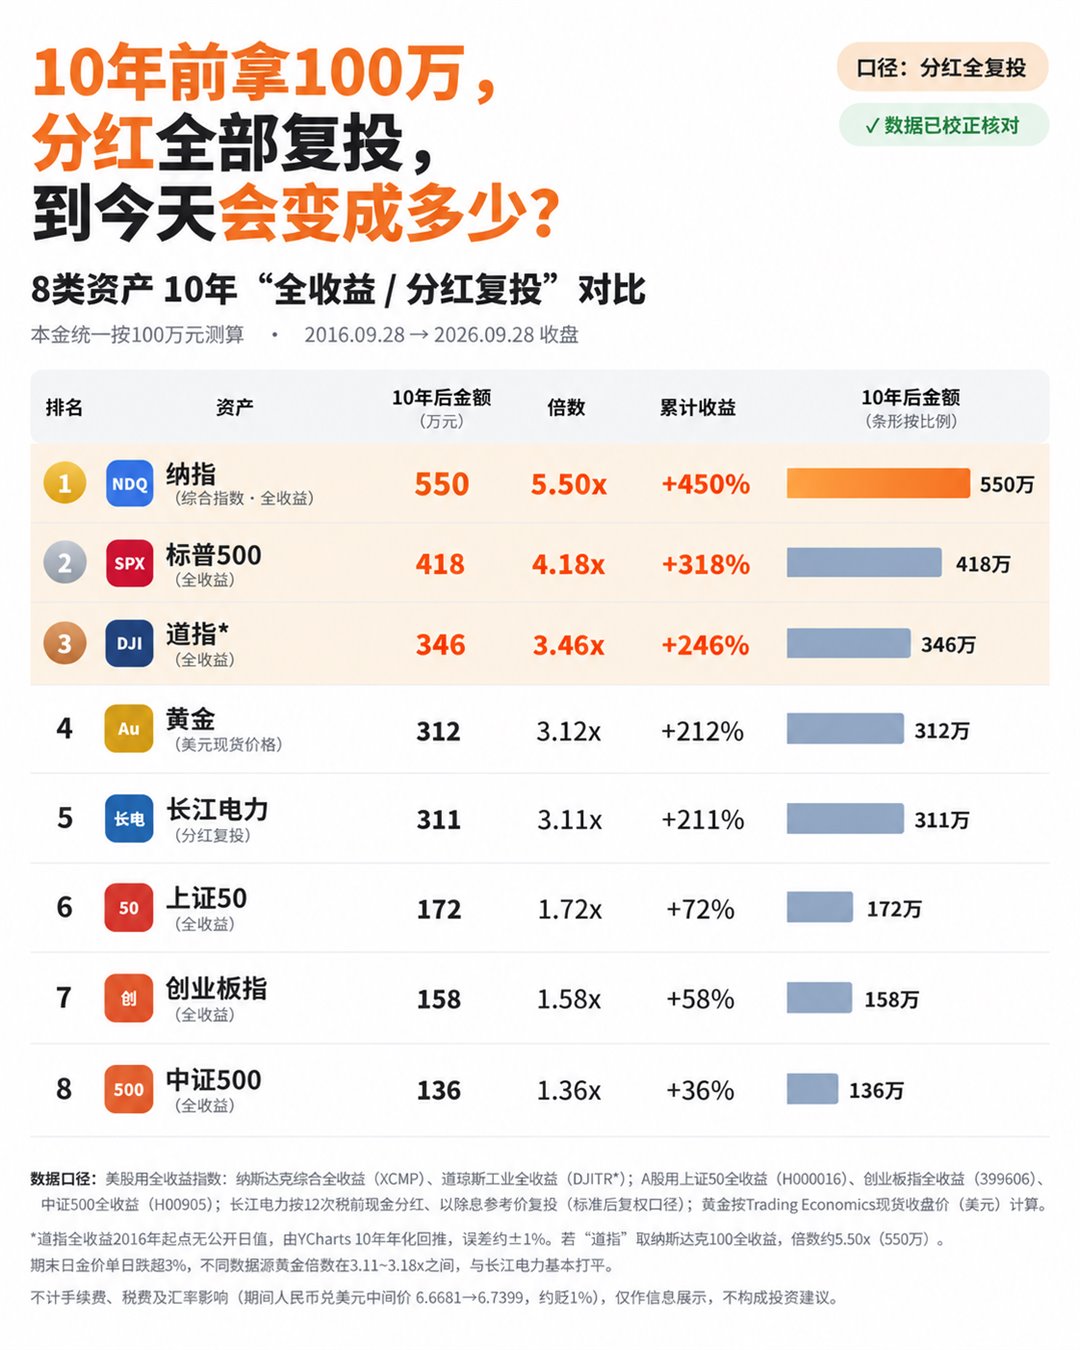 10年前拿100万，
分红全部复投，
到今天会变成多少？
口径：分红全复投
✓数据已校正核对
8类资产 10年“全收益 / 分红复投”对比
本金统一按100万元测算 • 2016.09.28→2026.09.28 收盘
排名 资产 10年后金额 倍数 累计收益 10年后金额
（万元） （条形按比例）
1 NDQ 纳指 550 5.50x +450% 550万
（综合指数·全收益）
2 SPX 标普500 418 4.18x +318% 418万
（全收益）
3 DJI 道指* 346 3.46x +246% 346万
（全收益）
4 Au 黄金 312 3.12x +212% 312万
（美元现货价格）
5 长电 长江电力 311 3.11x +211% 311万
（分红复投）
6 50 上证50 172 1.72x +72% 172万
（全收益）
7 创 创业板指 158 1.58x +58% 158万
（全收益）
8 500 中证500 136 1.36x +36% 136万
（全收益）
数据口径：美股用全收益指数：纳斯达克综合全收益（XCMP）、道琼斯工业全收益（DJITR*）；A股用上证50全收益（H000016）、创业板指全收益（399606）、
中证500全收益（H00905）；长江电力按12次税前现金分红、以除息参考价复投（标准后复权口径）；黄金按Trading Economics现货收盘价（美元）计算。
*道指全收益2016年起点无公开日值，由YCharts 10年年化回推，误差约±1%。若“道指”取纳斯达克100全收益，倍数约5.50x（550万）。
期末日金价单日跌超3%，不同数据源黄金倍数在3.11~3.18x之间，与长江电力基本打平。
不计手续费、税费及汇率影响（期间人民币兑美元中间价 6.6681→6.7399，约贬1%），仅作信息展示，不构成投资建议。